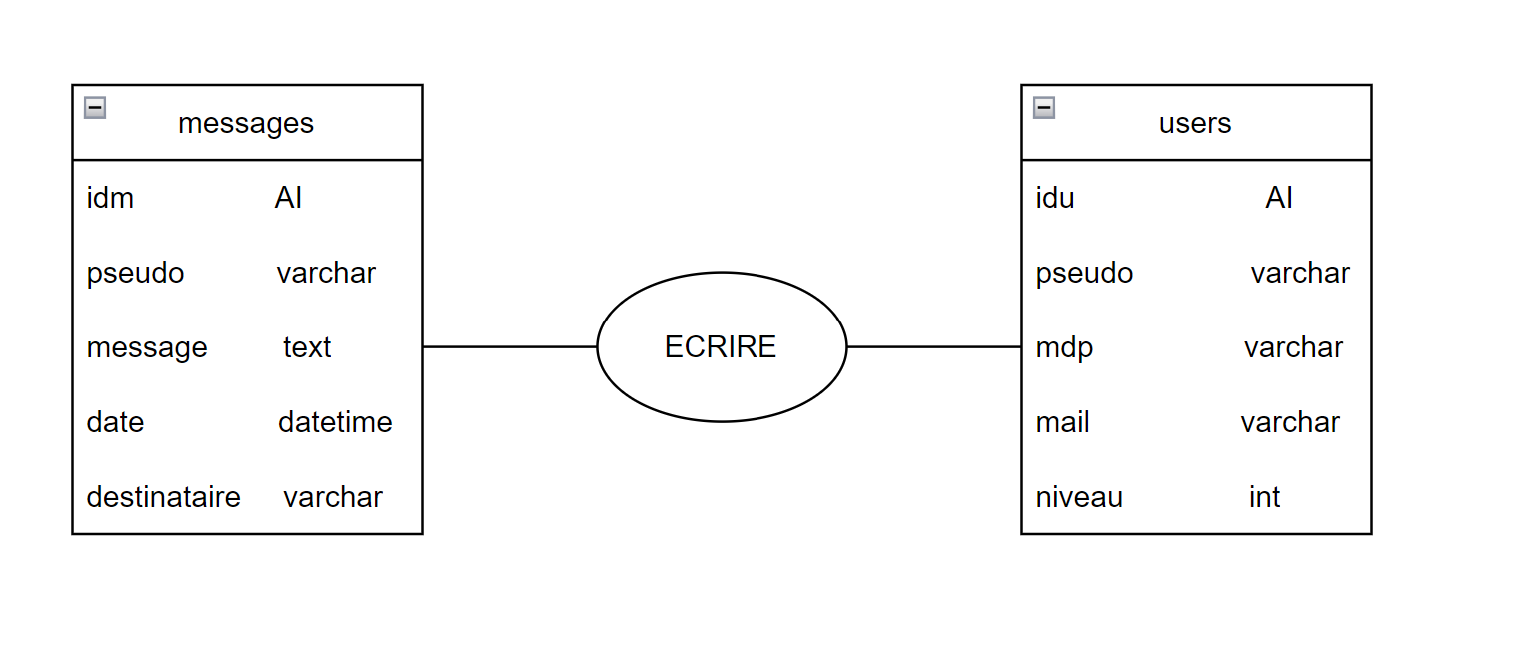 messages
idm AI
pseudo varchar
message text
date datetime
destinataire varchar
ECRIRE
users
idu AI
pseudo varchar
mdp varchar
mail varchar
niveau int